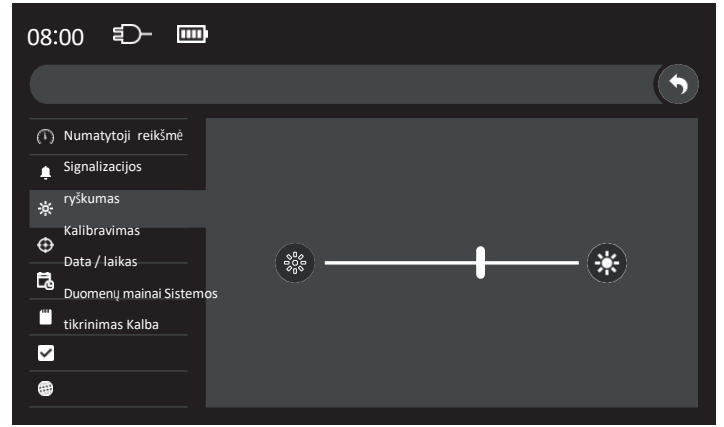 08:00
Numatytoji reikšmė
Signalizacijos
ryškumas
Kalibravimas
Data / laikas
Duomenų mainai Sistemos
tikrinimas Kalba